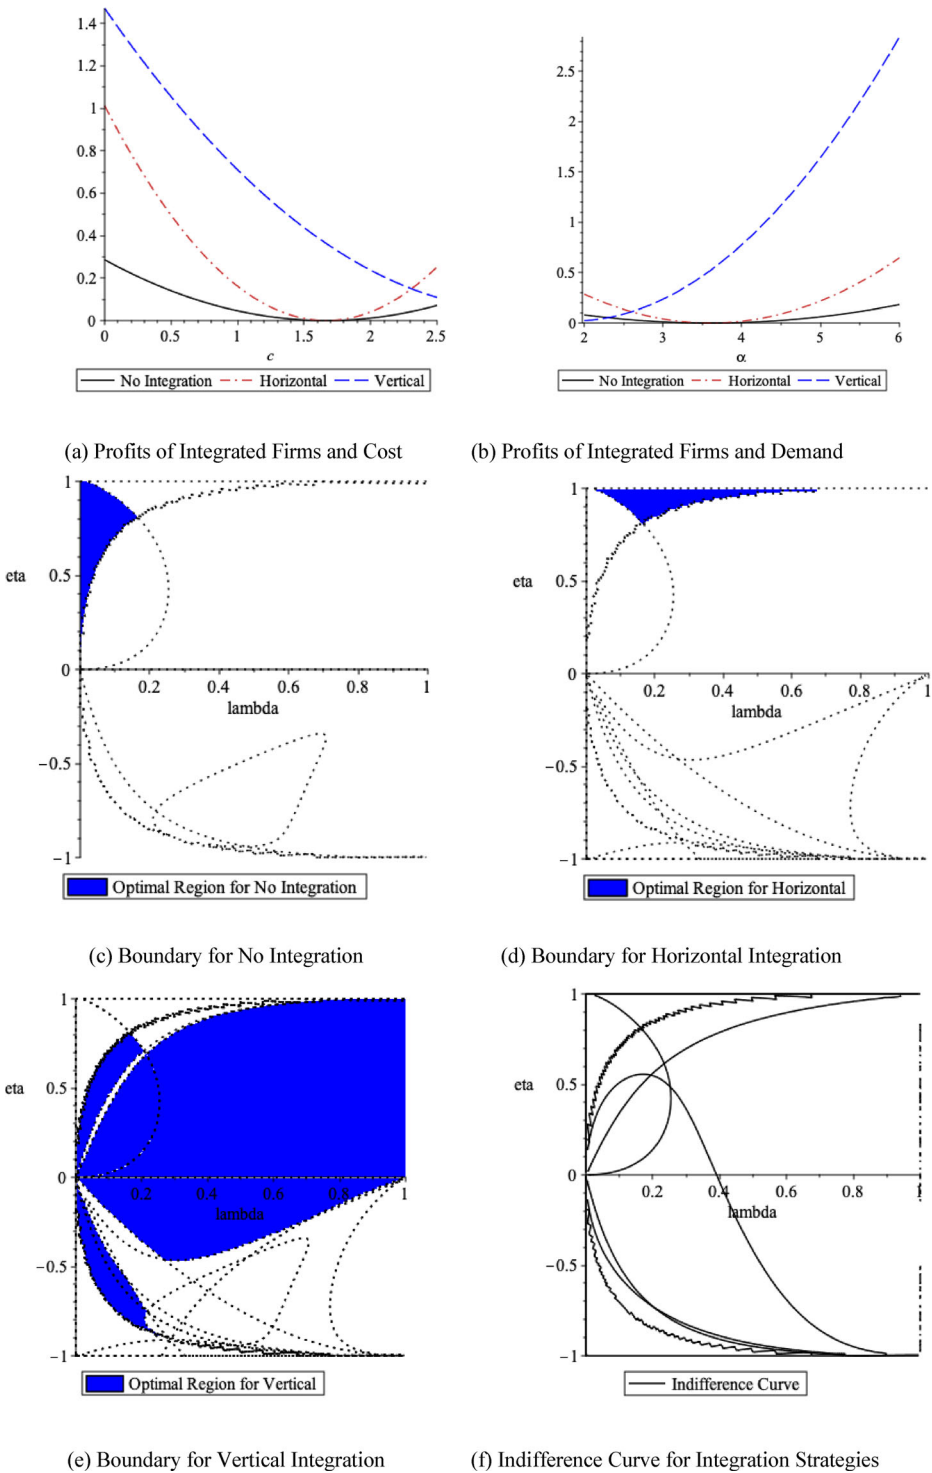 1.4
1.2
1
0.8
0.6
0.4
0.2
0
0 0.5 1 1.5 2 2.5
c
No Integration Horizontal Vertical
(a) Profits of Integrated Firms and Cost
2.5
2
1.5
1
0.5
0
2 3 4 5 6
α
No Integration Horizontal Vertical
(b) Profits of Integrated Firms and Demand
1
eta 0.5
0
0.2 0.4 0.6 0.8 1
lambda
−0.5
−1
Optimal Region for No Integration
(c) Boundary for No Integration
1
eta 0.5
0
0.2 0.4 0.6 0.8 1
lambda
−0.5
−1
Optimal Region for Horizontal
(d) Boundary for Horizontal Integration
1
eta 0.5
0
0.2 0.4 0.6 0.8 1
lambda
−0.5
−1
Optimal Region for Vertical
(e) Boundary for Vertical Integration
1
eta 0.5
0
0.2 0.4 0.6 0.8 1
lambda
−0.5
−1
Indifference Curve
(f) Indifference Curve for Integration Strategies